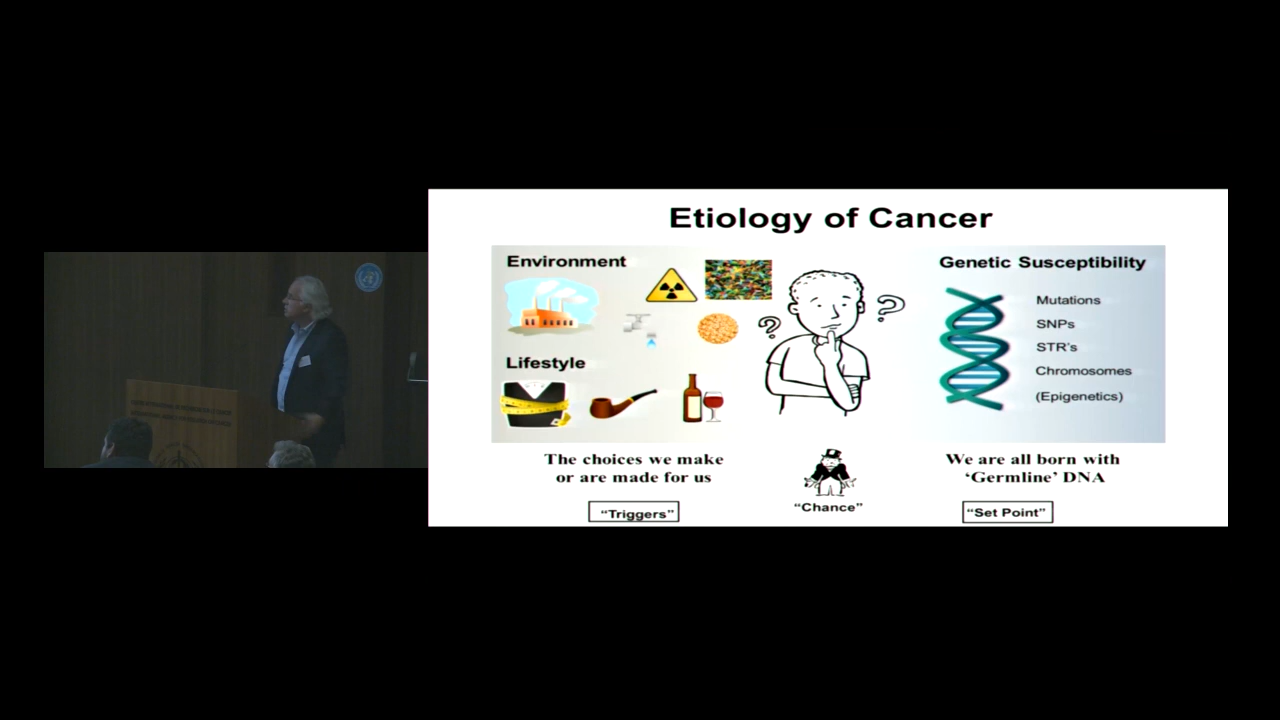 Etiology of Cancer
Environment
Lifestyle
?
?
Genetic Susceptibility
Mutations
SNPs
STR's
Chromosomes
(Epigenetics)
The choices we make
or are made for us
“Triggers”
“Chance”
We are all born with
‘Germline’ DNA
“Set Point”